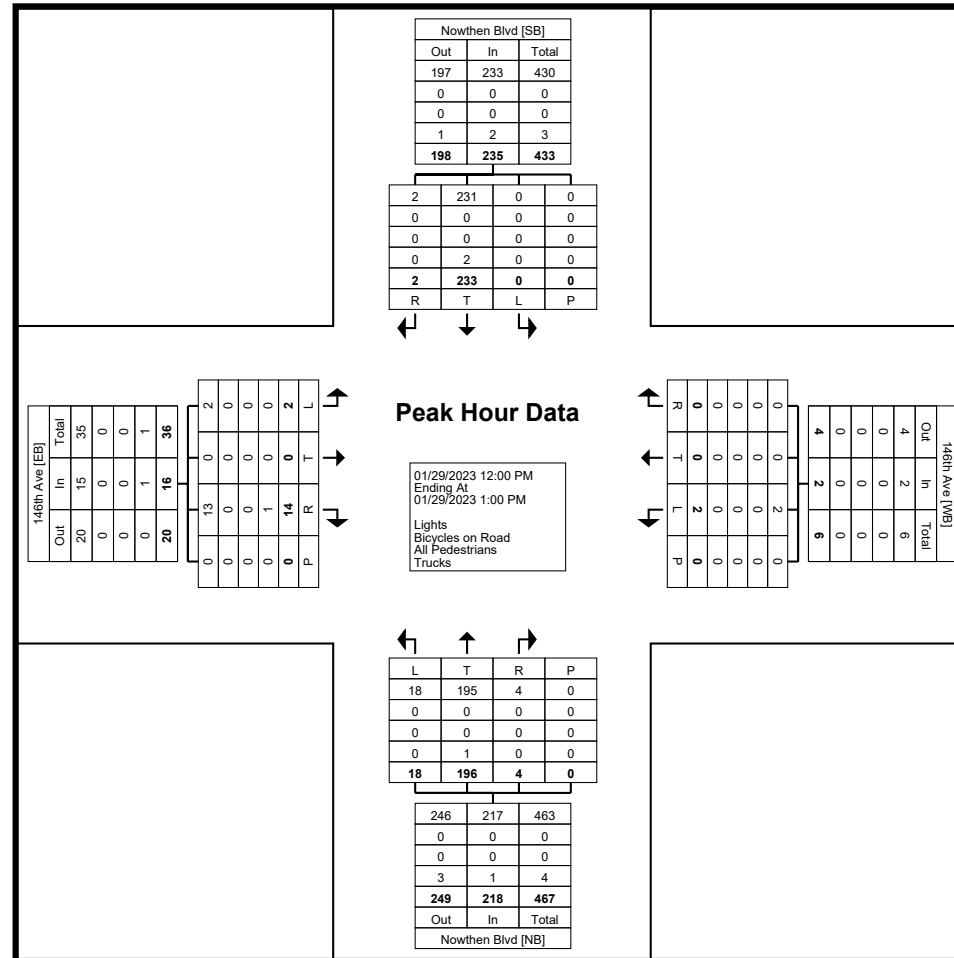 Nowthen Blvd [SB]
Out In Total
197 233 430
0 0 0
0 0 0
1 2 3
198 235 433
2 231 0 0
0 0 0 0
0 0 0 0
0 2 0 0
2 233 0 0
R T L P
146th Ave [EB]
Total 35 0 0 1 36
In 15 0 0 1 16
Out 20 0 0 0 20
2 0 0 0 2 L
0 0 0 0 0 T
13 0 0 1 14 R
0 0 0 0 0 P
Peak Hour Data
01/29/2023 12:00 PM
Ending At
01/29/2023 1:00 PM
Lights
Bicycles on Road
All Pedestrians
Trucks
R 0 0 0 0 0
T 0 0 0 0 0
L 2 0 0 0 2
P 0 0 0 0 0
4 0 0 0 4 Out
2 0 0 0 2 In
6 0 0 0 6 Total
146th Ave [WB]
L T R P
18 195 4 0
0 0 0 0
0 0 0 0
0 1 0 0
18 196 4 0
246 217 463
0 0 0
0 0 0
3 1 4
249 218 467
Out In Total
Nowthen Blvd [NB]